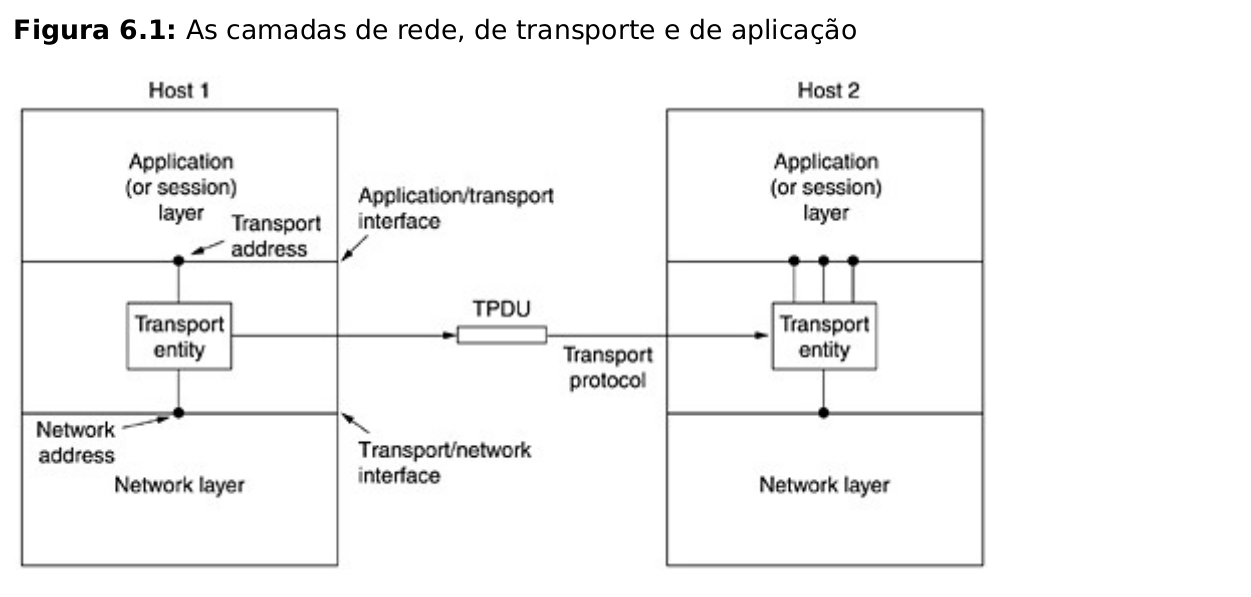 Figura 6.1: As camadas de rede, de transporte e de aplicação
Host 1
Host 2
Application
(or session)
layer
Transport
address
Application/transport
interface
Application
(or session)
layer
Transport
entity
TPDU
Transport
protocol
Transport
entity
Network
address
Transport/network
interface
Network layer
Network layer